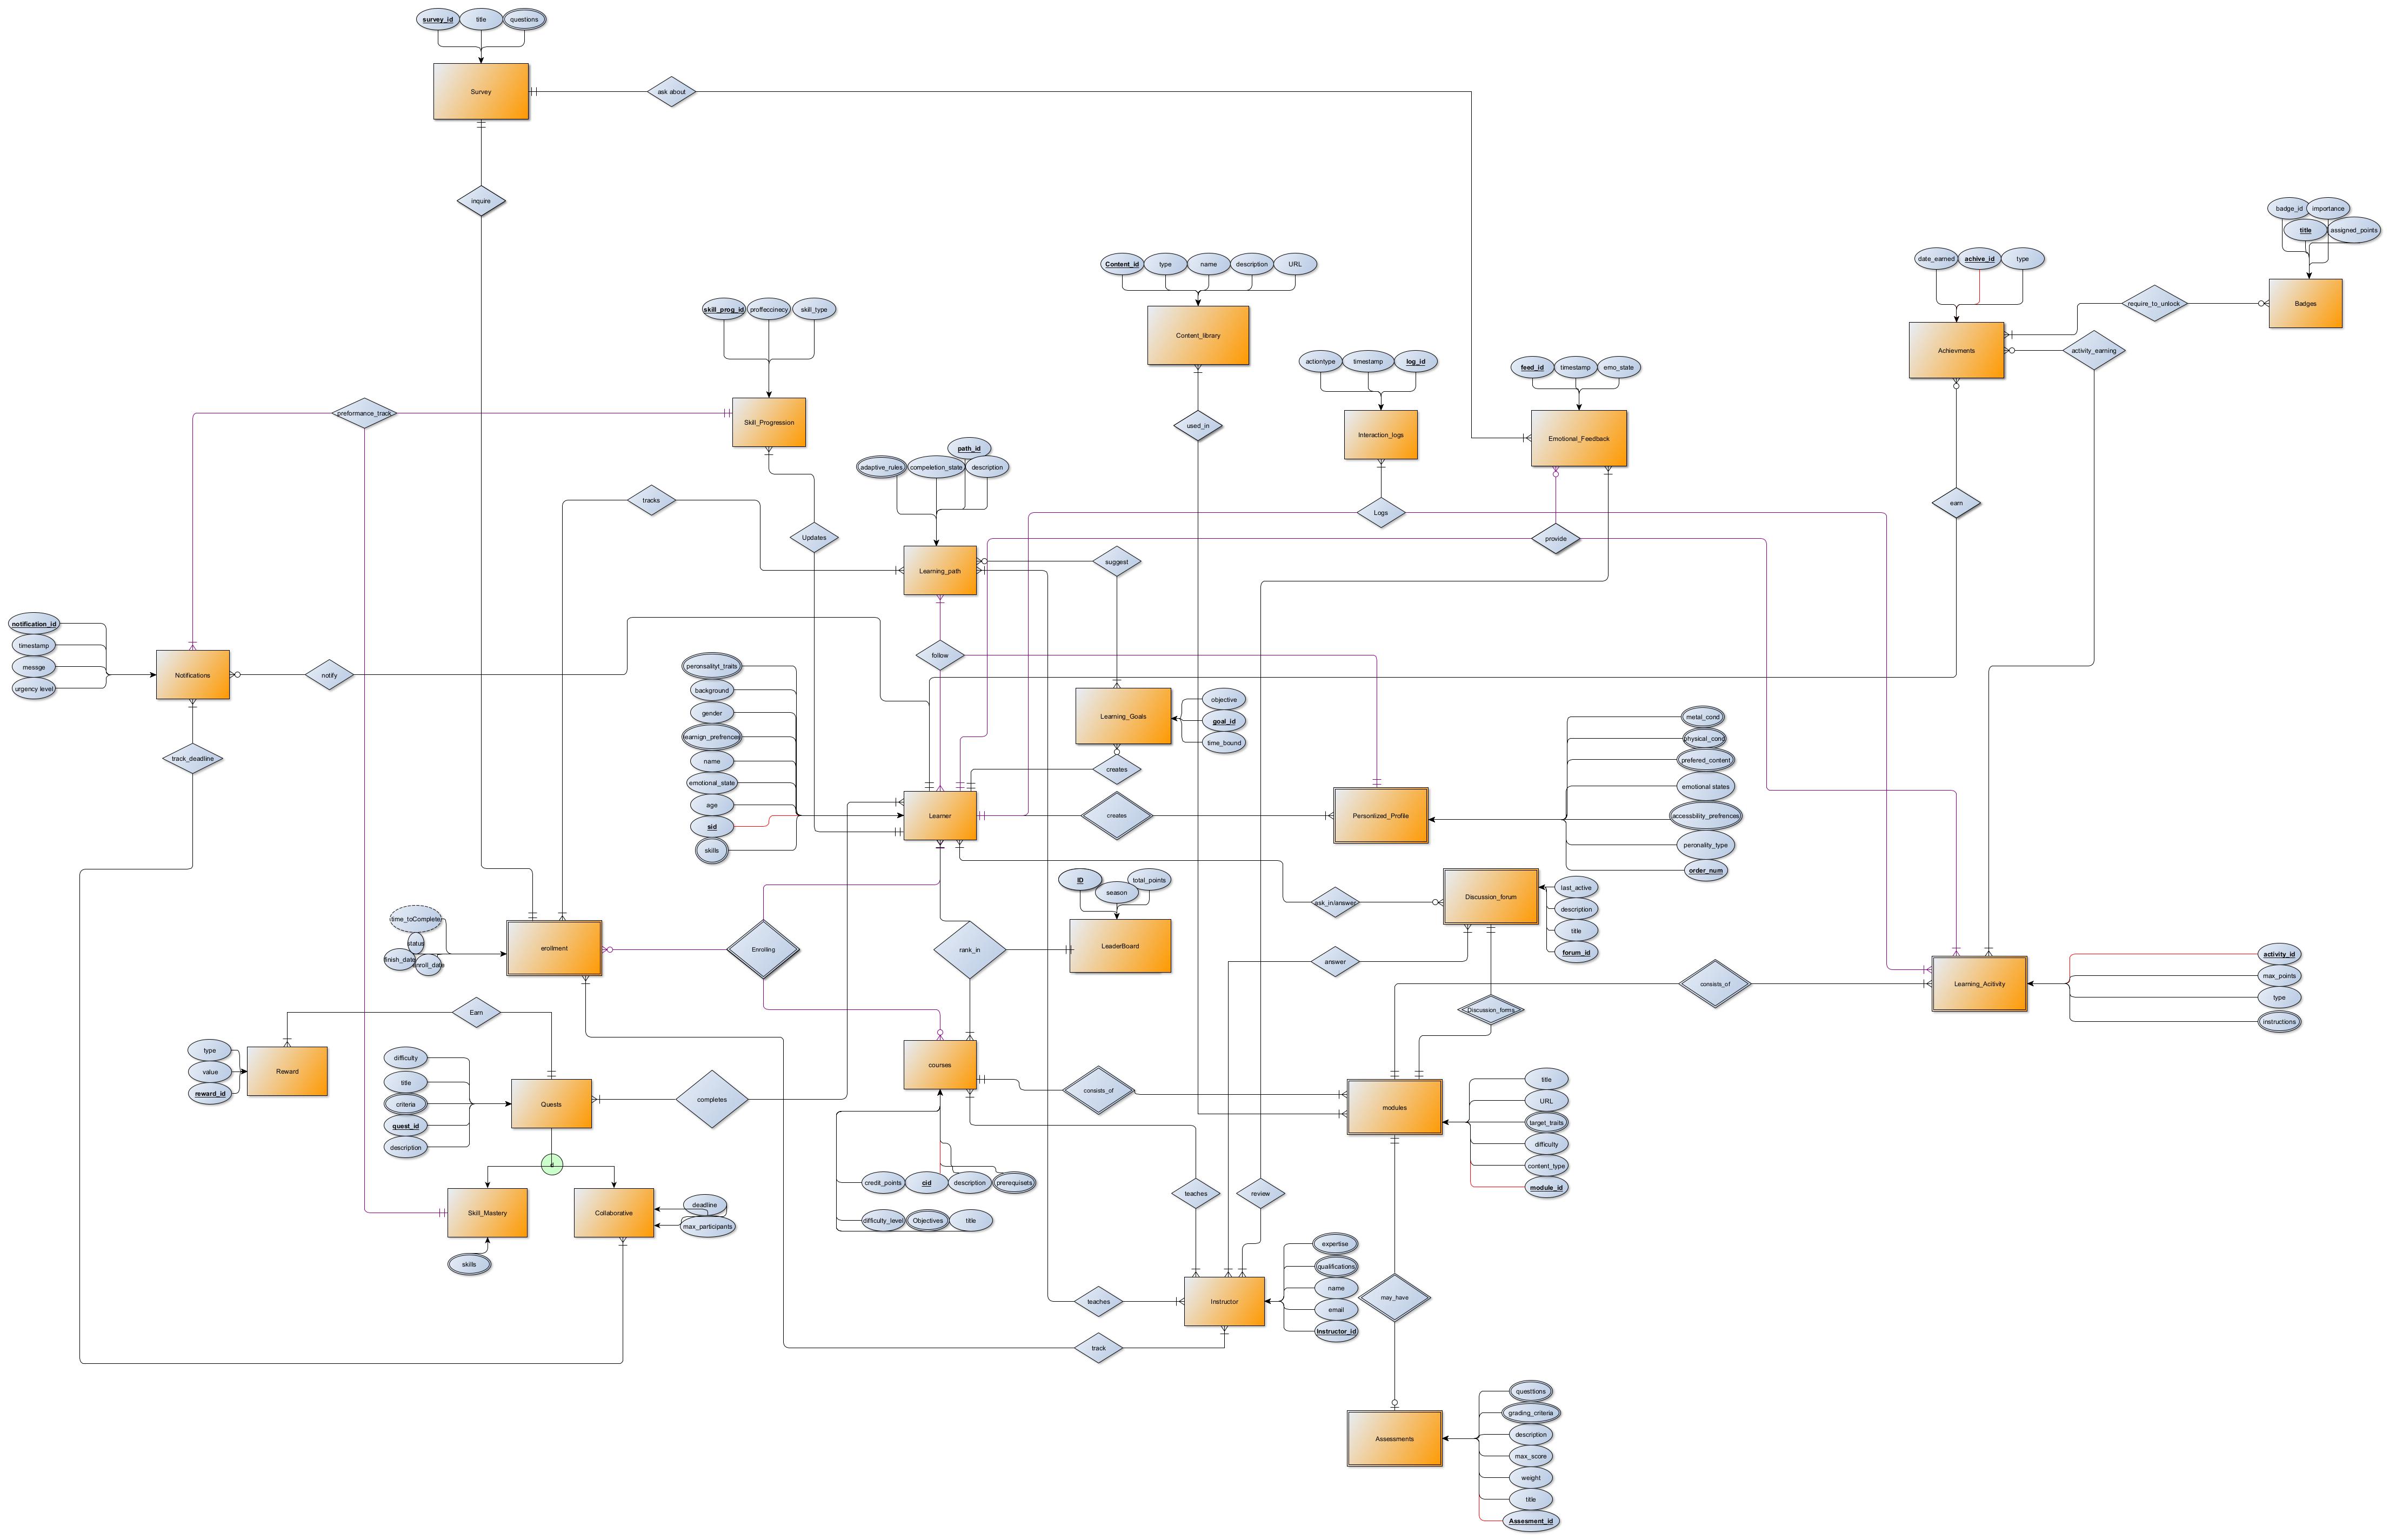 survey_id
title
questions
Survey
ask about
inquire
badge_id
importance
title
assigned_points
Badges
require_to_unlock
date_earned
achive_id
type
Achievments
activity_earning
Content_id
type
name
description
URL
Content_library
skill_prog_id
proffeccinecy
skill_type
Skill_Progression
preformance_track
actiontype
timestamp
log_id
Interaction_logs
feed_id
timestamp
emo_state
Emotional_Feedback
used_in
path_id
adaptive_rules
compeletion_state
description
Learning_path
tracks
Updates
Logs
provide
earn
suggest
notification_id
timestamp
messge
urgency level
Notifications
notify
follow
track_deadline
peronsalityt_traits
background
gender
learnign_prefrences
name
emotional_state
age
sid
skills
Learner
Learning_Goals
objective
goal_id
time_bound
creates
creates
Personlized_Profile
metal_cond
physical_cond
prefered_content
emotional states
accessbility_prefrences
peronality_type
order_num
ID
season
total_points
LeaderBoard
ask_in/answer
Discussion_forum
last_active
description
title
forum_id
time_toComplete
status
finish_date
enroll_date
erollment
Enrolling
rank_in
answer
consists_of
Discussion_forms
Learning_Acitivity
activity_id
max_points
type
instructions
Earn
type
value
reward_id
Reward
difficulty
title
criteria
quest_id
description
Quests
completes
courses
consists_of
modules
title
URL
target_traits
difficulty
content_type
module_id
d
Skill_Mastery
Collaborative
deadline
max_participants
skills
credit_points
cid
description
prerequisets
difficulty_level
Objectives
title
teaches
review
teaches
Instructor
expertise
qualifications
name
email
Instructor_id
may_have
track
Assessments
questtions
grading_criteria
description
max_score
weight
title
Assesment_id